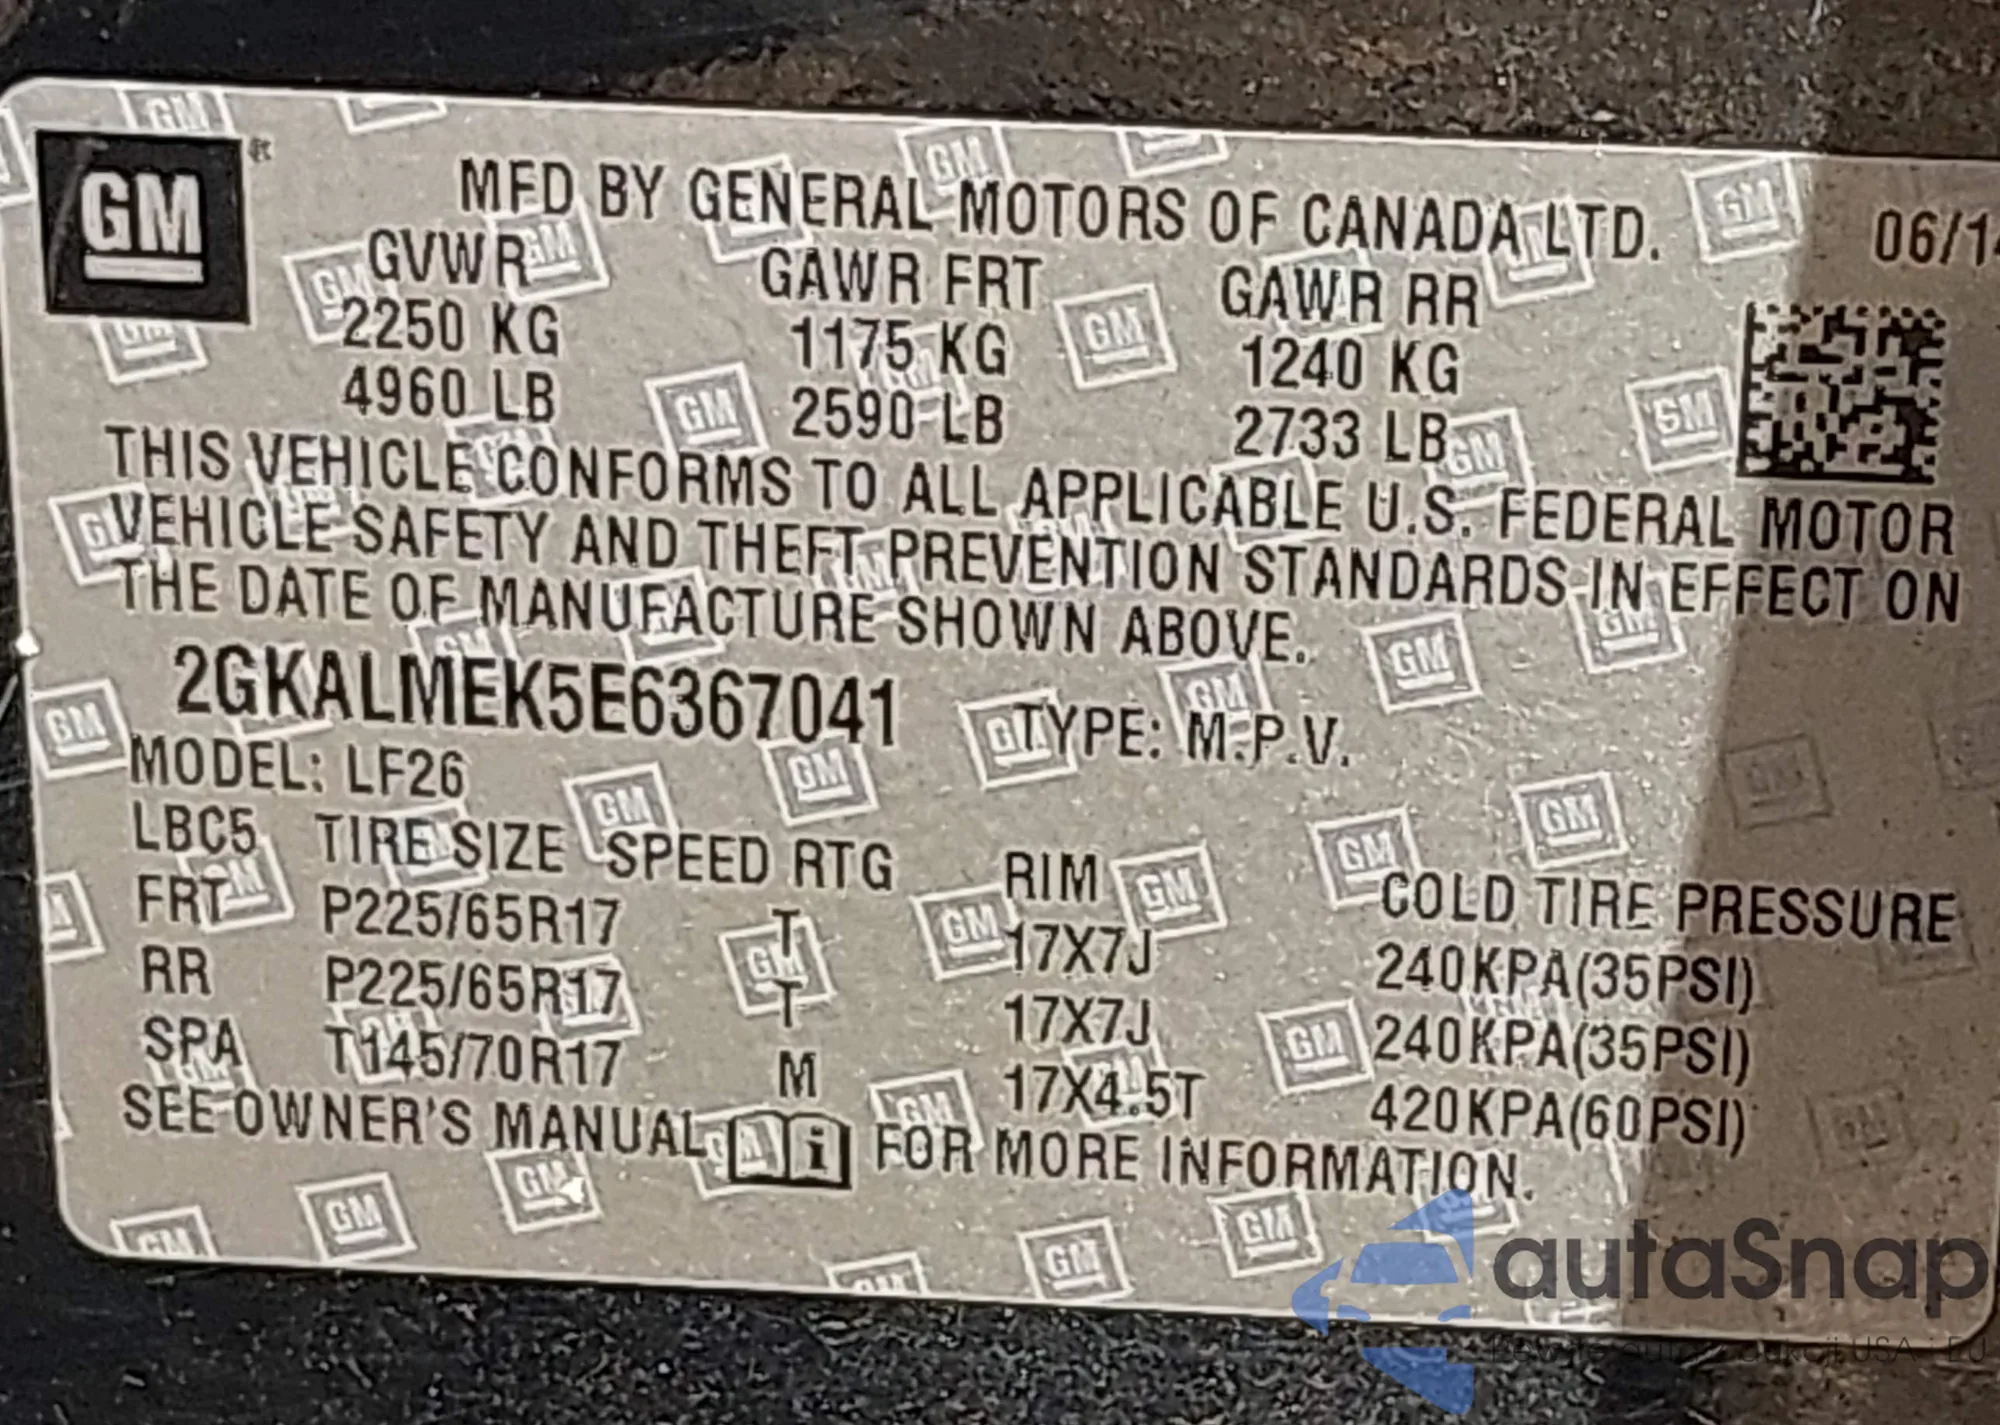 GM
MFD BY GENERAL MOTORS OF CANADA LTD. 06/14
GVWR GAWR FRT GAWR RR
2250 KG 1175 KG 1240 KG
4960 LB 2590 LB 2733 LB
THIS VEHICLE CONFORMS TO ALL APPLICABLE U.S. FEDERAL MOTOR
VEHICLE SAFETY AND THEFT PREVENTION STANDARDS IN EFFECT ON
THE DATE OF MANUFACTURE SHOWN ABOVE.
2GKALMEK5E6367041 TYPE: M.P.V.
MODEL: LF26
LBC5 TIRE SIZE SPEED RTG RIM COLD TIRE PRESSURE
FRT P225/65R17 T 17X7J 240KPA(35PSI)
RR P225/65R17 T 17X7J 240KPA(35PSI)
SPA T145/70R17 M 17X4.5T 420KPA(60PSI)
SEE OWNER'S MANUAL i FOR MORE INFORMATION.
autaSnap